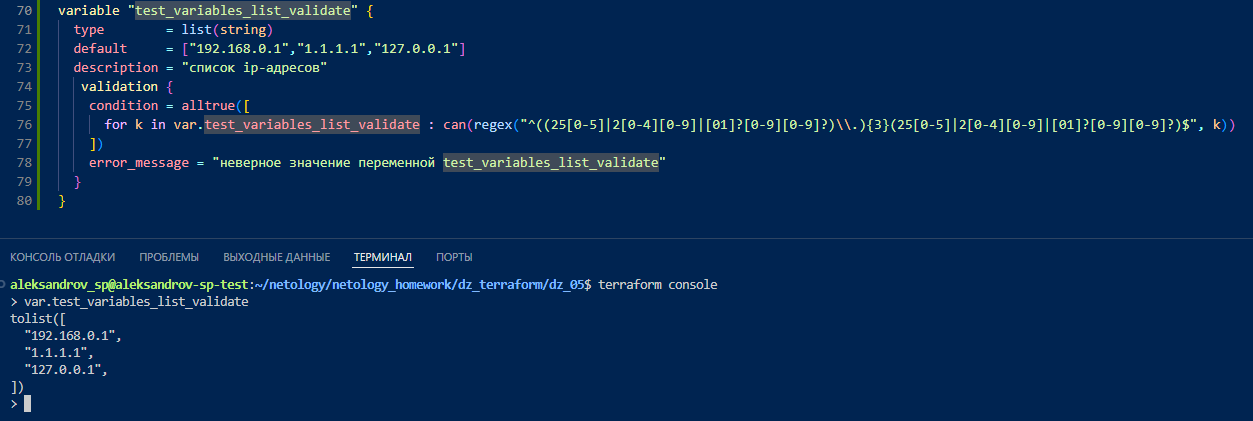 70 variable "test_variables_list_validate" {
71 type        = list(string)
72 default     = ["192.168.0.1","1.1.1.1","127.0.0.1"]
73 description = "список ip-адресов"
74 validation {
75 condition = alltrue([
76 for k in var.test_variables_list_validate : can(regex("^((25[0-5]|2[0-4][0-9]|[01]?[0-9][0-9]?)\\.){3}(25[0-5]|2[0-4][0-9]|[01]?[0-9][0-9]?)$", k))
77 ])
78 error_message = "неверное значение переменной test_variables_list_validate"
79 }
80 }
КОНСОЛЬ ОТЛАДКИ ПРОБЛЕМЫ ВЫХОДНЫЕ ДАННЫЕ ТЕРМИНАЛ ПОРТЫ
aleksandrov_sp@aleksandrov-sp-test:~/netology/netology_homework/dz_terraform/dz_05$ terraform console
> var.test_variables_list_validate
tolist([
"192.168.0.1",
"1.1.1.1",
"127.0.0.1",
])
>